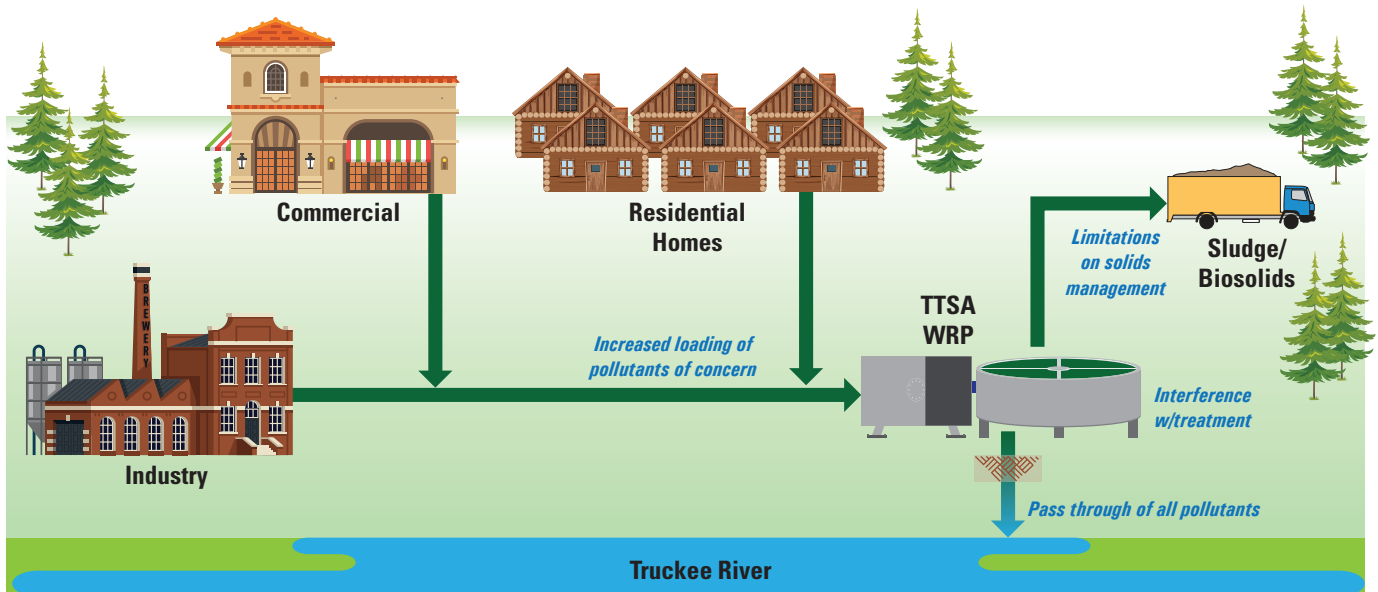 Commercial
Residential
Homes
BREWERY
Industry
Increased loading of
pollutants of concern
TTSA
WRP
Limitations
on solids
management
Sludge/
Biosolids
Interference
w/treatment
Pass through of all pollutants
Truckee River